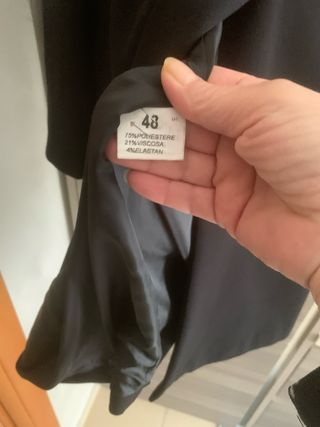 48
75%POLIESTERE
21%VISCOSA
4%ELASTAN